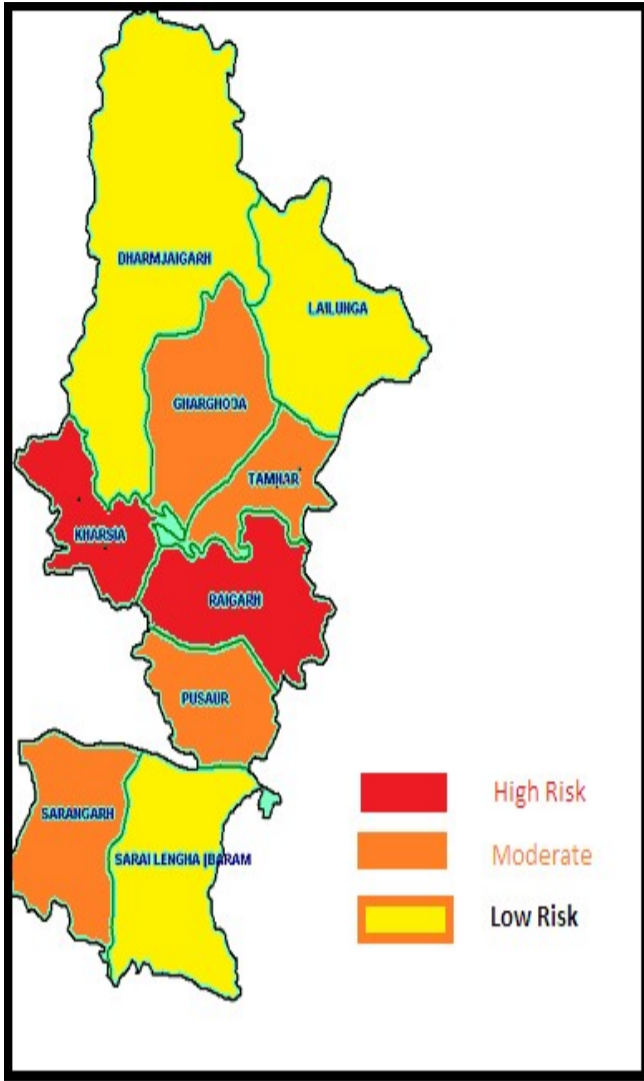 DHARMJAIGARH
LAILUNGA
GHARGHODA
TAMNAR
KHARSIA
RAIGARH
PUSAUR
SARANGARH
SARAI LENGHA |BARAM
High Risk
Moderate
Low Risk